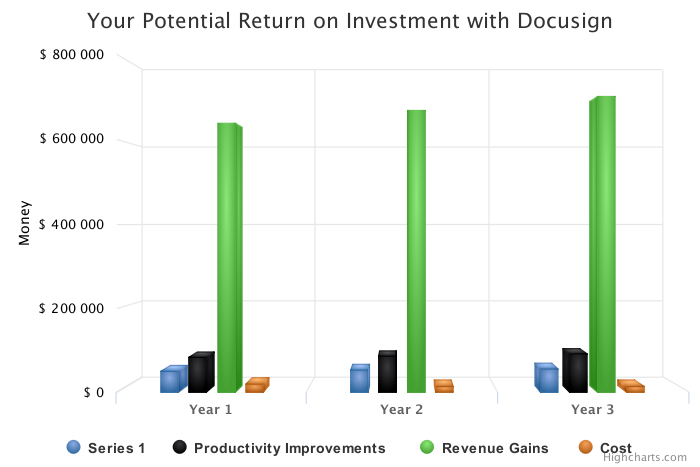 Your Potential Return on Investment with Docusign
$ 800 000
$ 600 000
$ 400 000
$ 200 000
$ 0
Money
Year 1
Year 2
Year 3
Series 1
Productivity Improvements
Revenue Gains
Cost
Highcharts.com